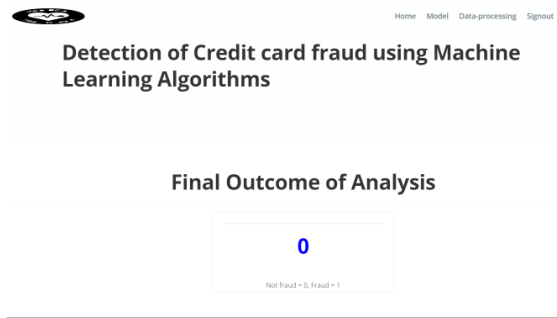 Home Model Data-processing Signout
Detection of Credit card fraud using Machine
Learning Algorithms
Final Outcome of Analysis
0
Not fraud = 0, Fraud = 1